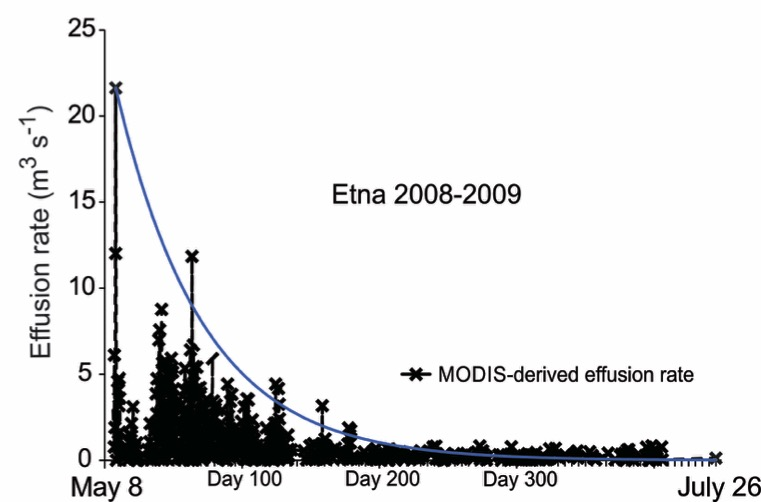 25
20
15
10
5
0
Effusion rate (m³ s⁻¹)
Etna 2008-2009
MODIS-derived effusion rate
May 8 Day 100 Day 200 Day 300 July 26